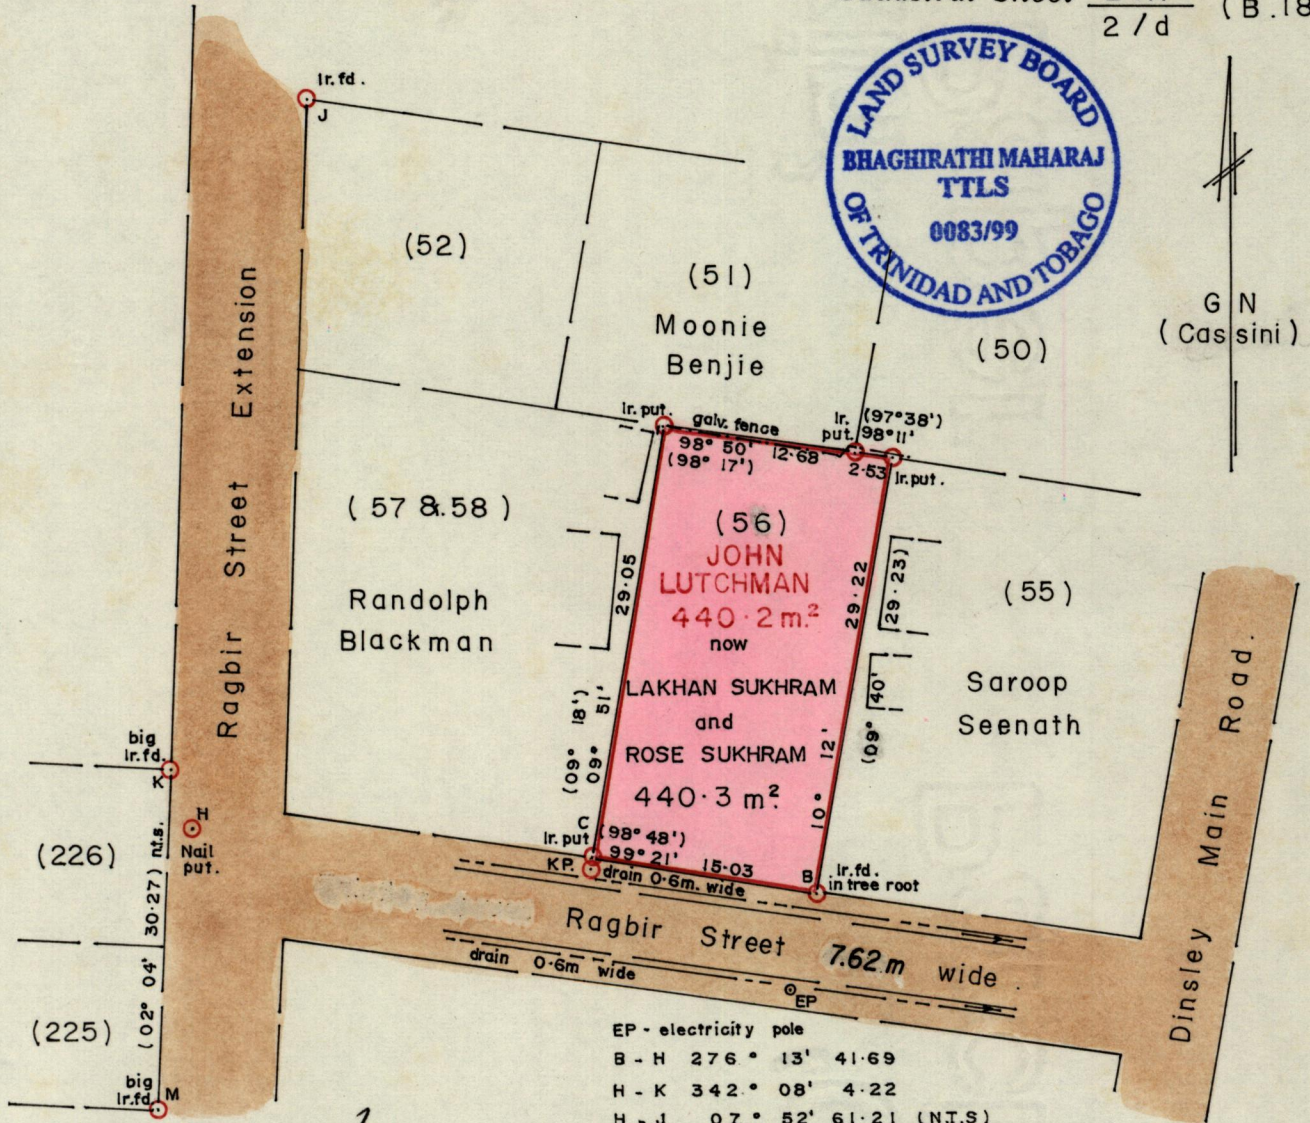 2/d
(B.18
LAND SURVEY BOARD
BHAGHIRATHI MAHARAJ
TTLS
0083/99
OF TRINIDAD AND TOBAGO
G N
(Cassini)
Ir. fd.
J
(52)
(51)
Moonie
Benjie
(50)
Ragbir Street Extension
Ir. put.
galv. fence
Ir.
put.
(97°38')
98°11'
98° 50' 12·68
(98° 17')
2·53
Ir. put.
(57 & 58)
Randolph
Blackman
(56)
JOHN
LUTCHMAN
440·2 m.²
now
LAKHAN SUKHRAM
and
ROSE SUKHRAM
440·3 m².
29·05
(09° 18')
09° 51'
29·22
10° 12'
(29·23)
(09° 40'
(55)
Saroop
Seenath
Dinsley Main Road.
big
Ir. fd.
K
H
Nail
put.
(226)
(225)
(02° 04' 30·27) n.t.s.
big
Ir. fd.
M
C
Ir. put
(98° 48')
99° 21' 15·03
KP.
drain 0·6m. wide
B
Ir. fd.
in tree root
Ragbir Street 7.62 m wide
drain 0·6m wide
EP
EP - electricity pole
B - H 276° 13' 41·69
H - K 342° 08' 4·22
H - J 07° 52' 61·21 (N.T.S)